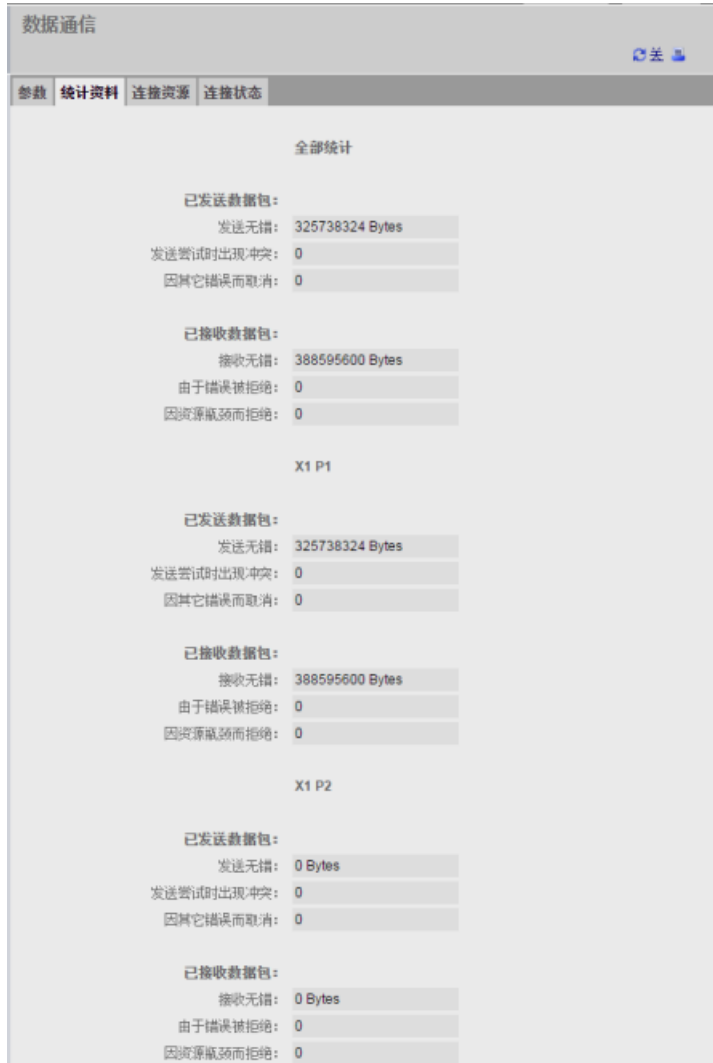 数据通信
关
参数 统计资料 连接资源 连接状态
全部统计
已发送数据包:
发送无错: 325738324 Bytes
发送尝试时出现冲突: 0
因其它错误而取消: 0
已接收数据包:
接收无错: 388595600 Bytes
由于错误被拒绝: 0
因资源瓶颈而拒绝: 0
X1 P1
已发送数据包:
发送无错: 325738324 Bytes
发送尝试时出现冲突: 0
因其它错误而取消: 0
已接收数据包:
接收无错: 388595600 Bytes
由于错误被拒绝: 0
因资源瓶颈而拒绝: 0
X1 P2
已发送数据包:
发送无错: 0 Bytes
发送尝试时出现冲突: 0
因其它错误而取消: 0
已接收数据包:
接收无错: 0 Bytes
由于错误被拒绝: 0
因资源瓶颈而拒绝: 0